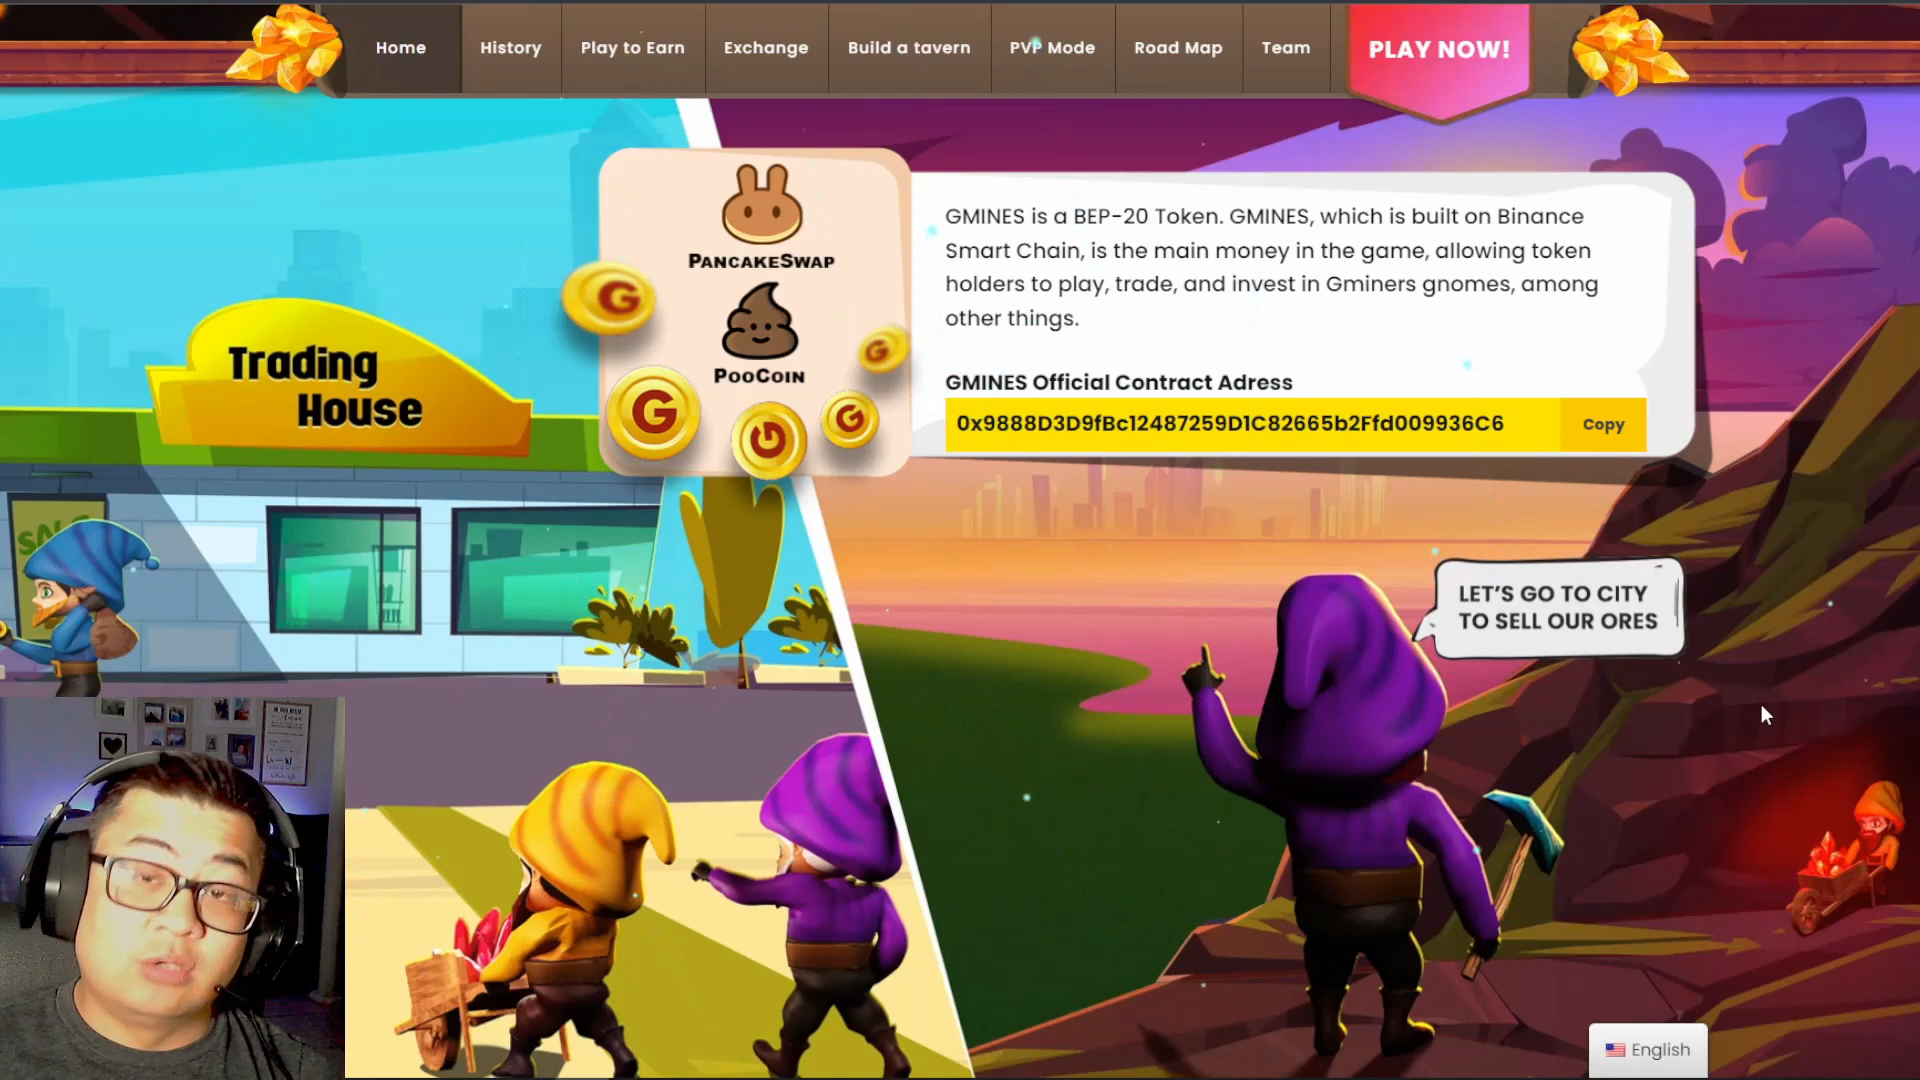 Home
History
Play to Earn
Exchange
Build a tavern
PVP Mode
Road Map
Team
PLAY NOW!
PANCAKESWAP
POOCOIN
GMINES is a BEP-20 Token. GMINES, which is built on Binance
Smart Chain, is the main money in the game, allowing token
holders to play, trade, and invest in Gminers gnomes, among
other things.
GMINES Official Contract Adress
0x9888D3D9fBc12487259D1C82665b2Ffd009936C6
Copy
Trading
House
G
G
G
G
G
LET'S GO TO CITY
TO SELL OUR ORES
English